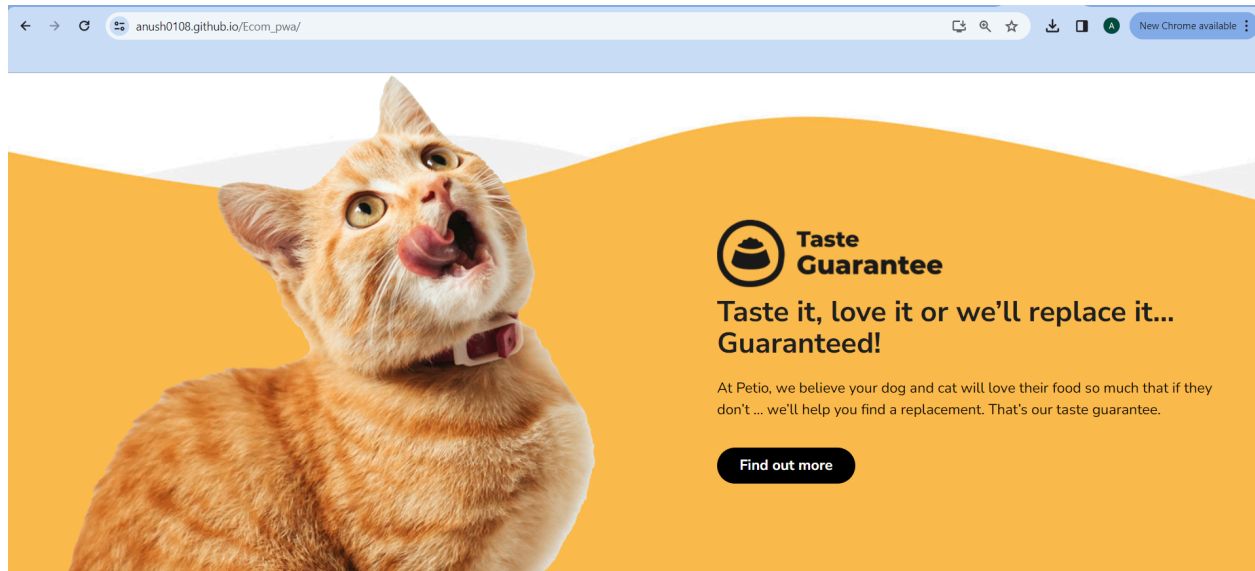 anush0108.github.io/Ecom_pwa/
A
New Chrome available
Taste
Guarantee
Taste it, love it or we’ll replace it...
Guaranteed!
At Petio, we believe your dog and cat will love their food so much that if they
don’t ... we’ll help you find a replacement. That’s our taste guarantee.
Find out more